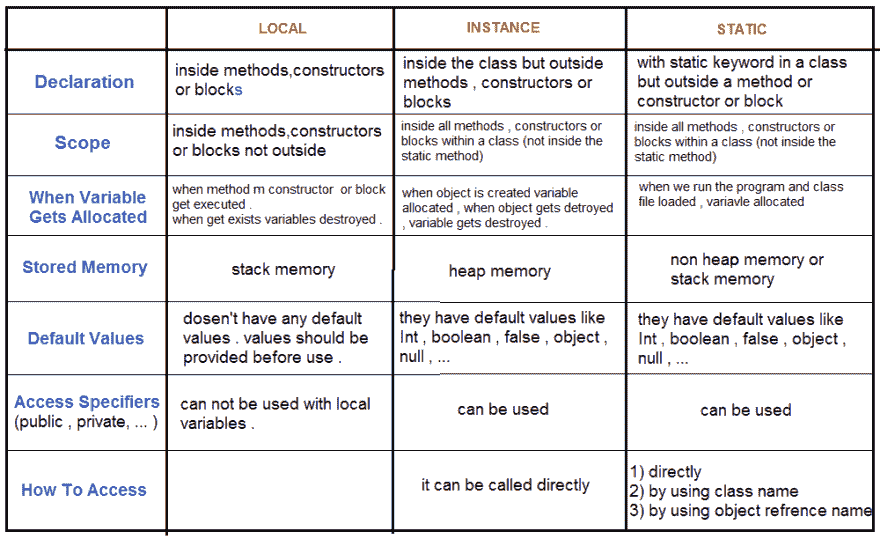 LOCAL
INSTANCE
STATIC
Declaration
inside methods,constructors
or blocks
inside the class but outside
methods , constructors or
blocks
with static keyword in a class
but outside a method or
constructor or block
Scope
inside methods,constructors
or blocks not outside
inside all methods , constructors or
blocks within a class (not inside the
static method)
inside all methods , constructors or
blocks within a class (not inside the
static method)
When Variable
Gets Allocated
when method m constructor or block
get executed .
when get exists variables destroyed .
when object is created variable
allocated , when object gets detroyed
, variable gets destroyed .
when we run the program and class
file loaded , variavle allocated
Stored Memory
stack memory
heap memory
non heap memory or
stack memory
Default Values
dosen't have any default
values . values should be
provided before use .
they have default values like
Int , boolean , false , object ,
null , ...
they have default values like
Int , boolean , false , object ,
null , ...
Access Specifiers
(public , private, ... )
can not be used with local
variables .
can be used
can be used
How To Access
it can be called directly
1) directly
2) by using class name
3) by using object refrence name